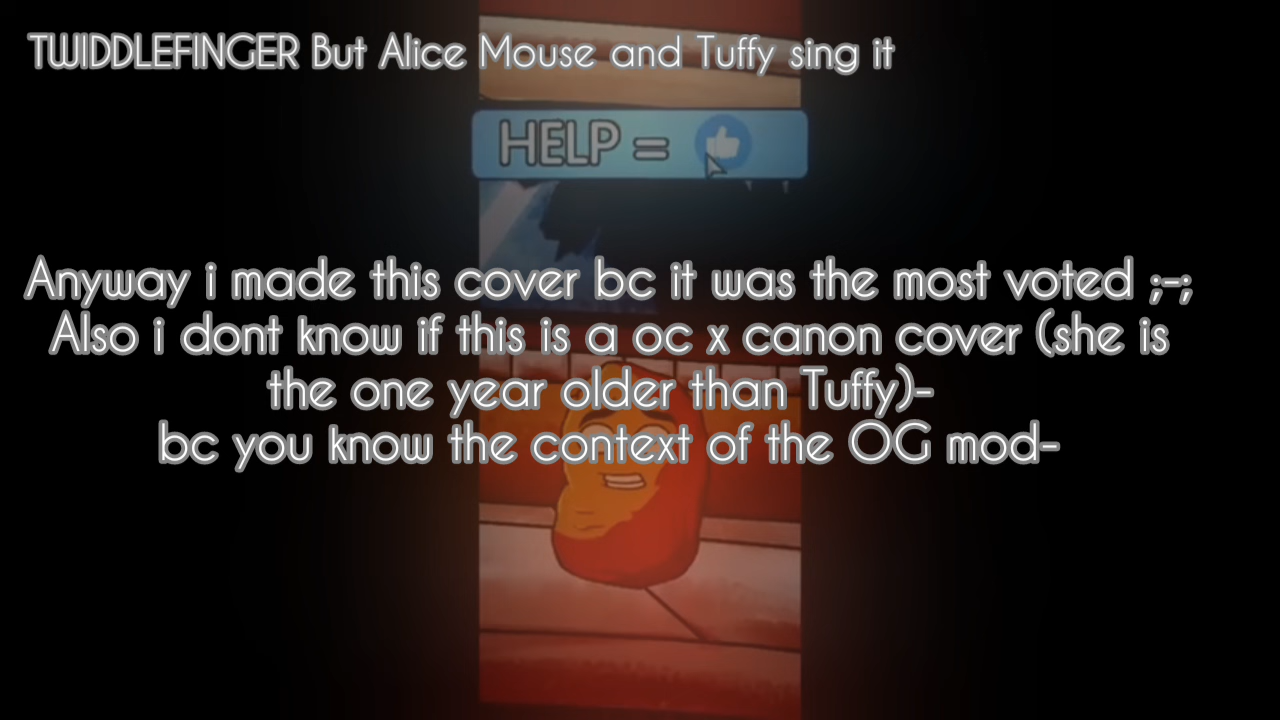 TWIDDLEFINGER But Alice Mouse and Tuffy sing it
HELP =
Anyway i made this cover bc it was the most voted ;-;
Also i dont know if this is a oc x canon cover (she is
the one year older than Tuffy)-
bc you know the context of the OG mod-